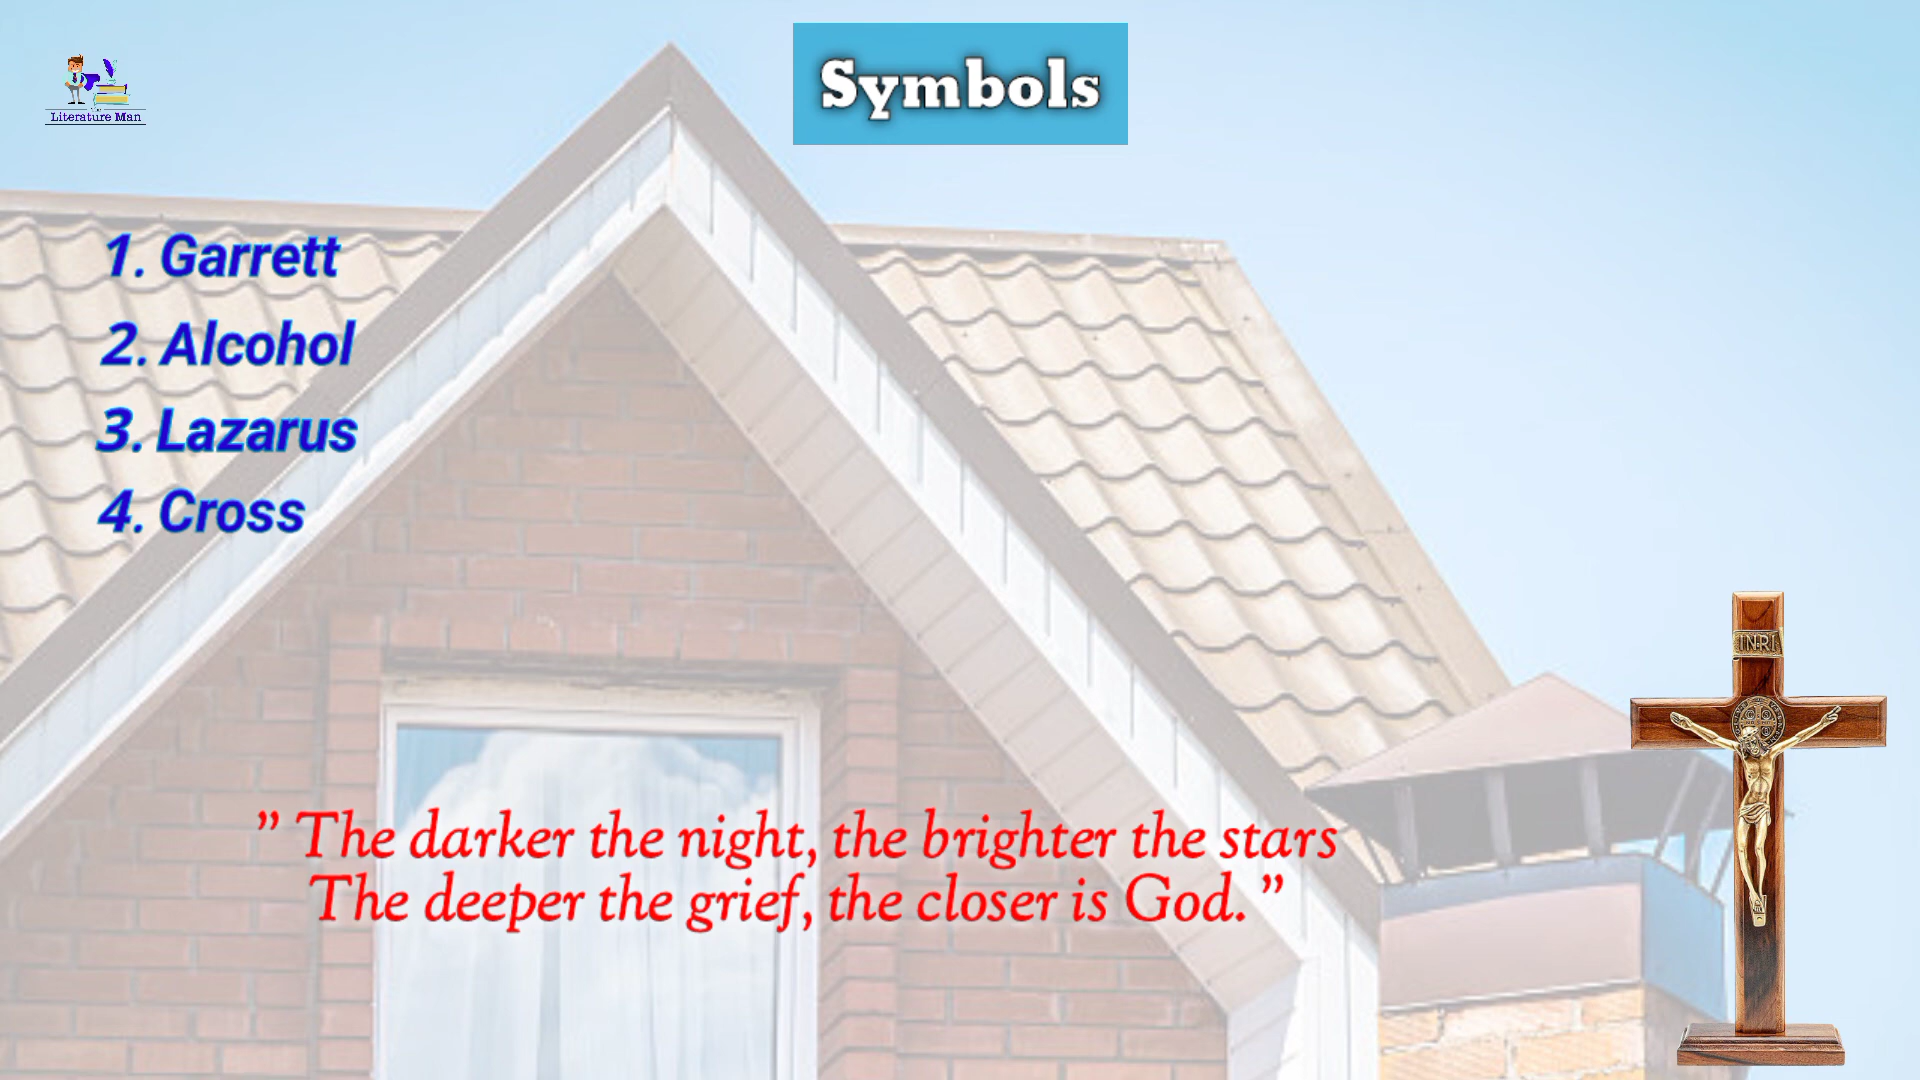 Symbols
Literature Man
1. Garrett
2. Alcohol
3. Lazarus
4. Cross
INRI
” The darker the night, the brighter the stars
The deeper the grief, the closer is God. ”